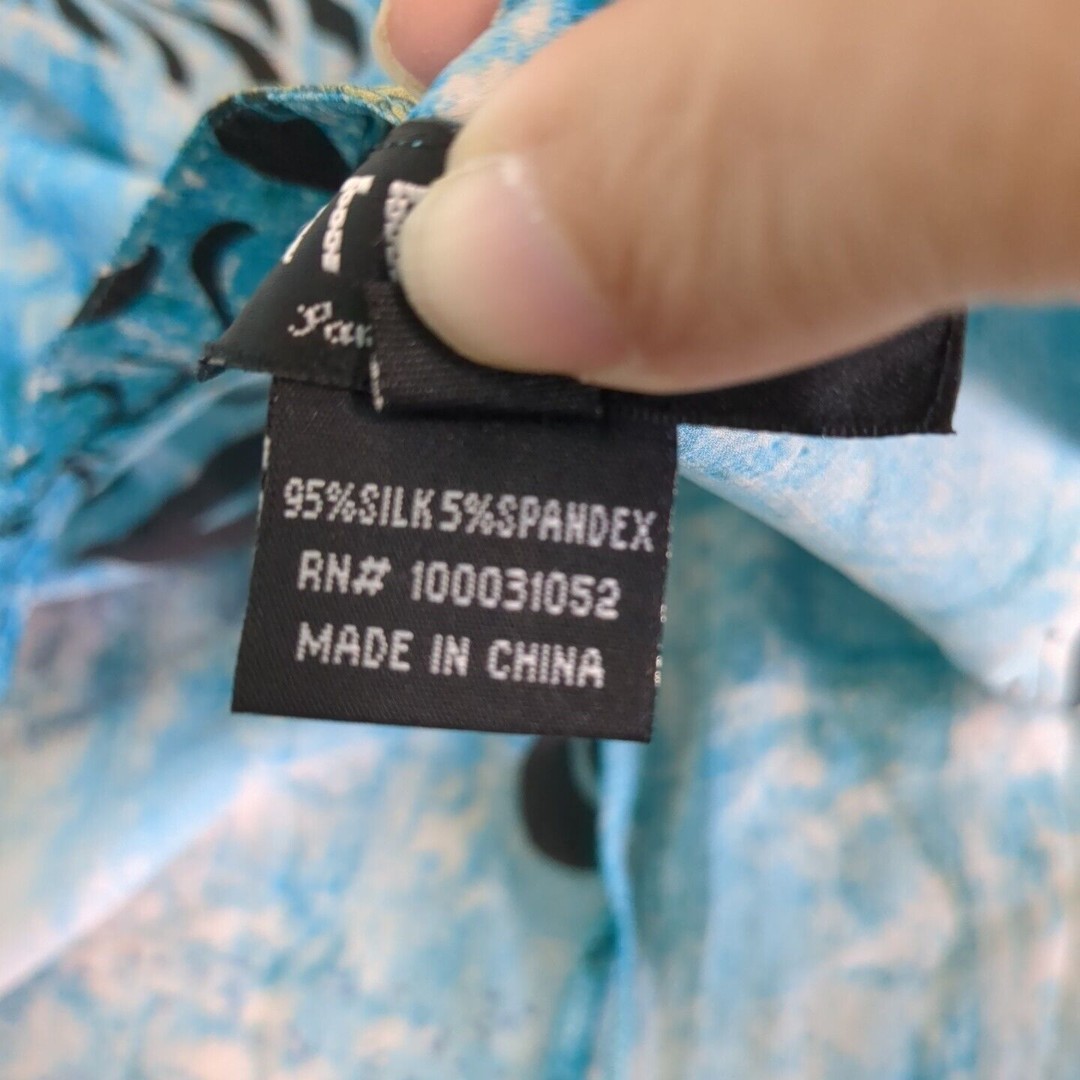 95%SILK 5%SPANDEX
RN# 100031052
MADE IN CHINA